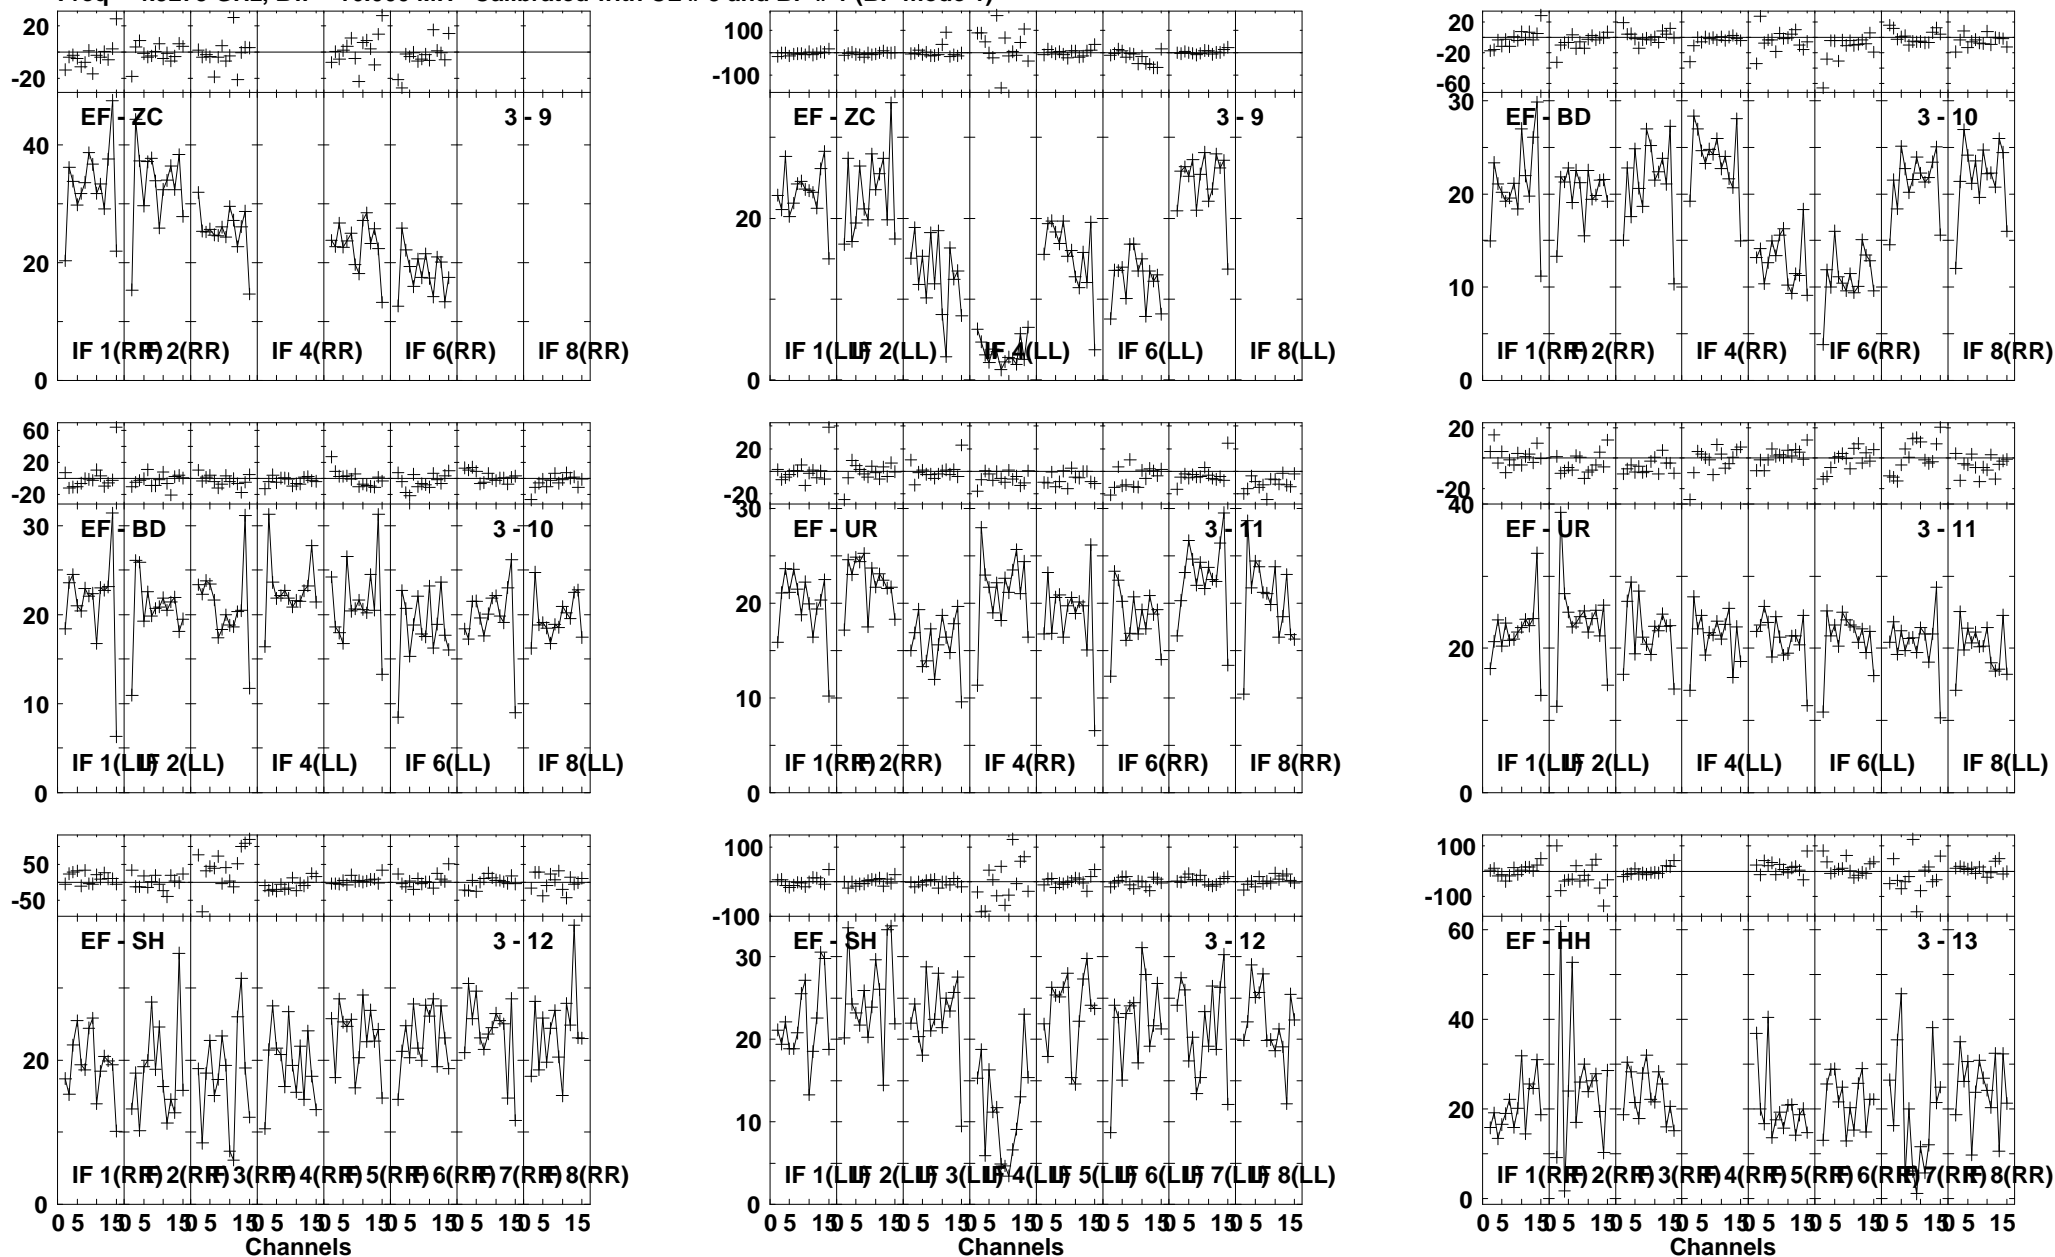 20
-20
EF - ZC 3 - 9
40
20
0
IF 1(RR) IF 2(RR) IF 4(RR) IF 6(RR) IF 8(RR)
100
-100
EF - ZC 3 - 9
20
0
IF 1(LL) IF 2(LL) IF 4(LL) IF 6(LL) IF 8(LL)
20
-20
-60
30
EF - BD 3 - 10
20
10
0
IF 1(RR) IF 2(RR) IF 4(RR) IF 6(RR) IF 8(RR)
60
20
-20
30
EF - BD 3 - 10
20
10
0
IF 1(LL) IF 2(LL) IF 4(LL) IF 6(LL) IF 8(LL)
20
-20
30
EF - UR 3 - 11
20
10
0
IF 1(RR) IF 2(RR) IF 4(RR) IF 6(RR) IF 8(RR)
20
-20
40
EF - UR 3 - 11
20
0
IF 1(LL) IF 2(LL) IF 4(LL) IF 6(LL) IF 8(LL)
50
-50
EF - SH 3 - 12
20
0
IF 1(RR) IF 2(RR) IF 3(RR) IF 4(RR) IF 5(RR) IF 6(RR) IF 7(RR) IF 8(RR)
0 5 15 0 5 15 0 5 15 0 5 15 0 5 15 0 5 15 0 5 15 0 5 15
Channels
100
-100
EF - SH 3 - 12
30
20
10
0
IF 1(LL) IF 2(LL) IF 3(LL) IF 4(LL) IF 5(LL) IF 6(LL) IF 7(LL) IF 8(LL)
0 5 15 0 5 15 0 5 15 0 5 15 0 5 15 0 5 15 0 5 15 0 5 15
Channels
100
-100
60
EF - HH 3 - 13
40
20
0
IF 1(RR) IF 2(RR) IF 3(RR) IF 4(RR) IF 5(RR) IF 6(RR) IF 7(RR) IF 8(RR)
0 5 15 0 5 15 0 5 15 0 5 15 0 5 15 0 5 15 0 5 15 0 5 15
Channels